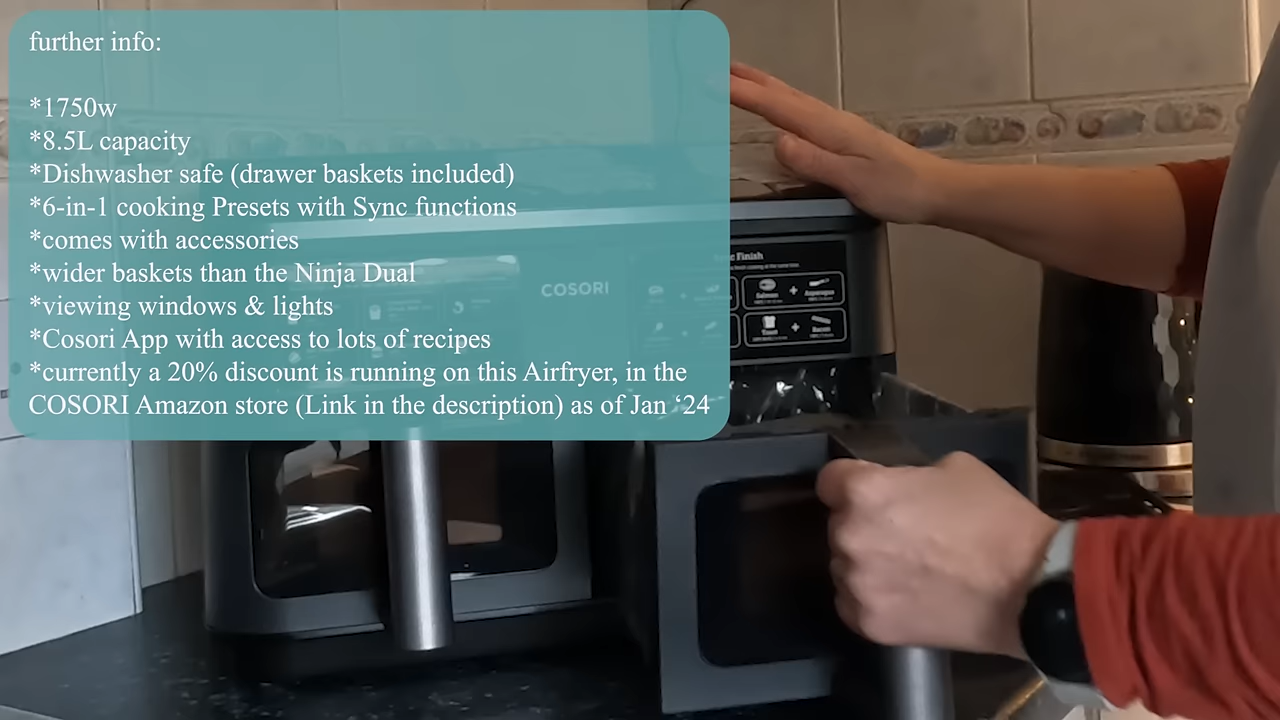 further info:
*1750w
*8.5L capacity
*Dishwasher safe (drawer baskets included)
*6-in-1 cooking Presets with Sync functions
*comes with accessories
*wider baskets than the Ninja Dual
*viewing windows & lights
*Cosori App with access to lots of recipes
*currently a 20% discount is running on this Airfryer, in the
COSORI Amazon store (Link in the description) as of Jan ‘24
COSORI
Finish
Salmon + Asparagus
Toast + Bacon